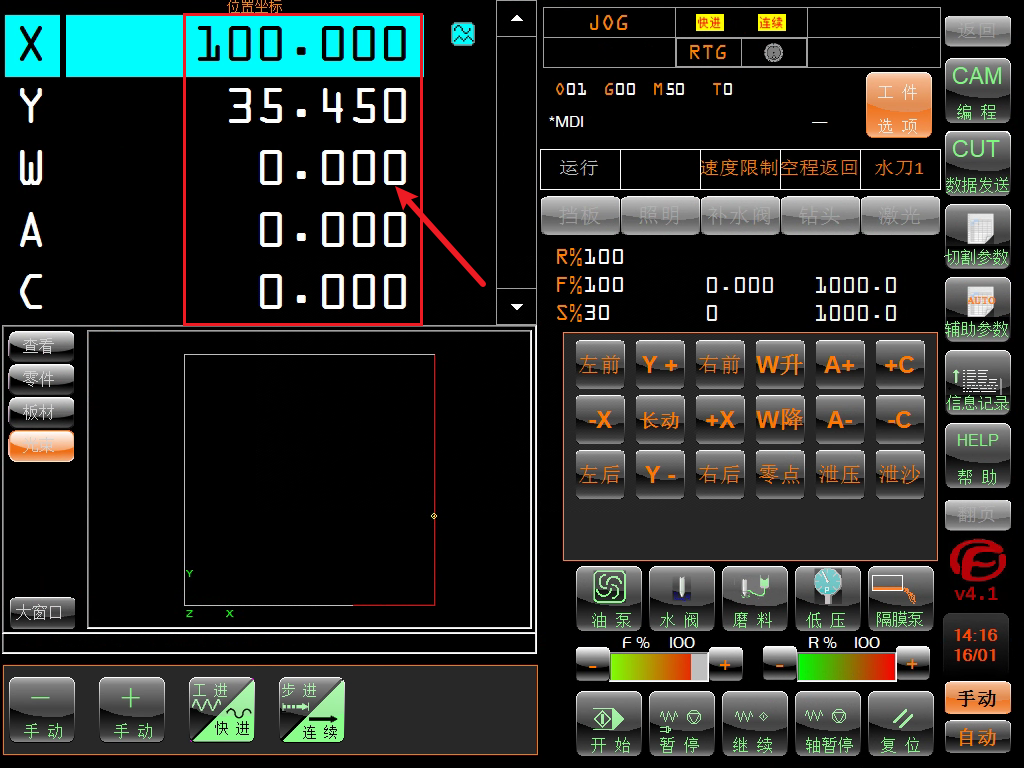 位置坐标
X 100.000
Y 35.450
W 0.000
A 0.000
C 0.000
JOG 快进 连续
RTG
O01 G00 M50 T0
*MDI —
工件
选项
运行 速度限制 空程返回 水刀1
挡板 照明 补水阀 钻头 激光
R%100
F%100 0.000 1000.0
S%30 0 1000.0
查看
零件
板材
光束
大窗口
Y
Z X
左前 Y + 右前 W升 A+ +C
-X 长动 +X W降 A- -C
左后 Y - 右后 零点 泄压 泄沙
油泵 水阀 磨料 低压 隔膜泵
F % 100 R % 100
- + - +
开始 暂停 继续 轴暂停 复位
— 手动
+ 手动
工进
快进
步进
连续
返回
CAM
编程
CUT
数据发送
切割参数
AUTO
辅助参数
信息记录
HELP
帮助
翻页
v4.1
14:16
16/01
手动
自动